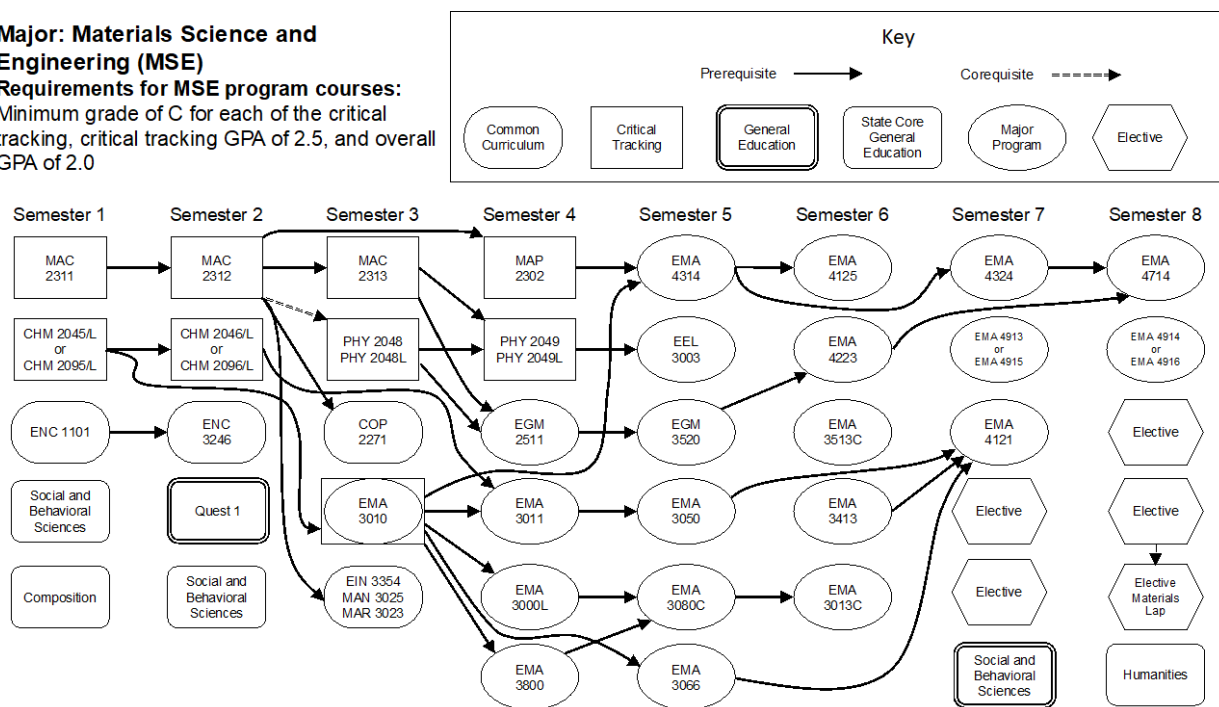 Major: Materials Science and
Engineering (MSE)
Requirements for MSE program courses:
Minimum grade of C for each of the critical
tracking, critical tracking GPA of 2.5, and overall
GPA of 2.0
Key
Prerequisite
Corequisite
Common
Curriculum
Critical
Tracking
General
Education
State Core
General
Education
Major
Program
Elective
Semester 1
Semester 2
Semester 3
Semester 4
Semester 5
Semester 6
Semester 7
Semester 8
MAC
2311
MAC
2312
MAC
2313
MAP
2302
EMA
4314
EMA
4125
EMA
4324
EMA
4714
CHM 2045/L
or
CHM 2095/L
CHM 2046/L
or
CHM 2096/L
PHY 2048
PHY 2048L
PHY 2049
PHY 2049L
EEL
3003
EMA
4223
EMA 4913
or
EMA 4915
EMA 4914
or
EMA 4916
ENC 1101
ENC
3246
COP
2271
EGM
2511
EGM
3520
EMA
3513C
EMA
4121
Elective
Social and
Behavioral
Sciences
Quest 1
EMA
3010
EMA
3011
EMA
3050
EMA
3413
Elective
Elective
Composition
Social and
Behavioral
Sciences
EIN 3354
MAN 3025
MAR 3023
EMA
3000L
EMA
3080C
EMA
3013C
Elective
Elective
Materials
Lap
EMA
3800
EMA
3066
Social and
Behavioral
Sciences
Humanities